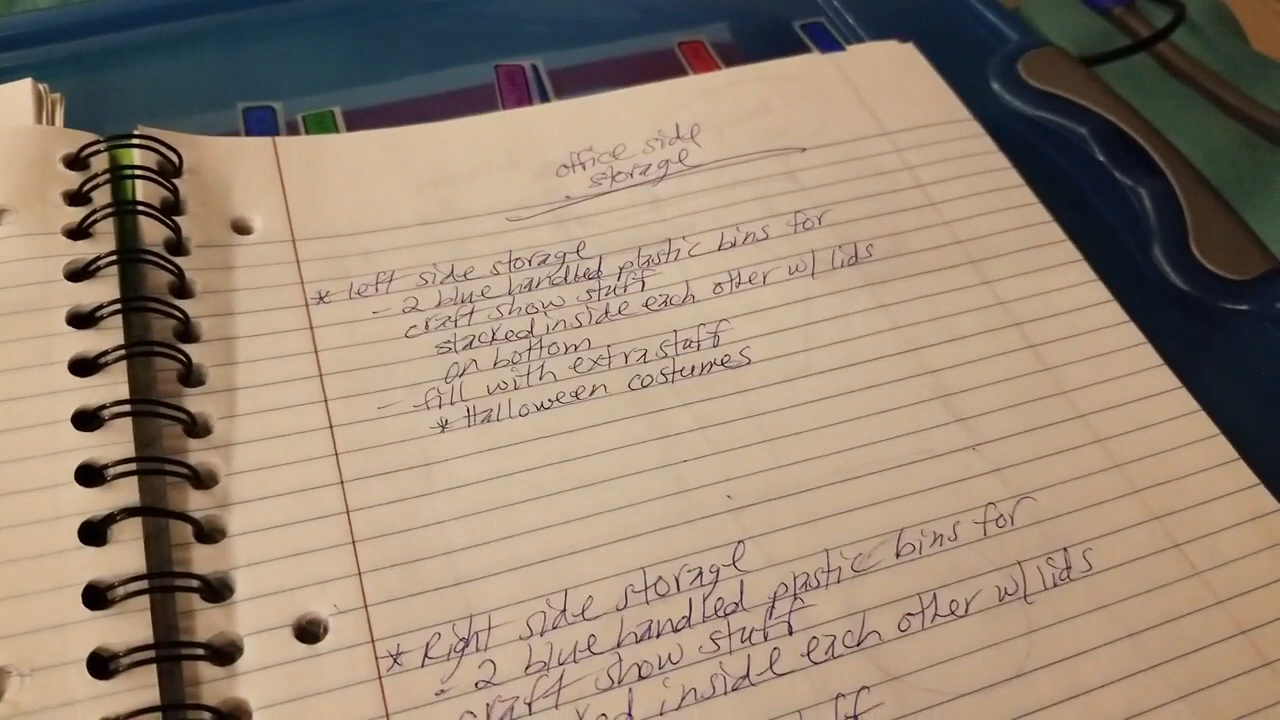 office side
storage
* left side storage
- 2 blue handled plastic bins for
craft show stuff
stacked inside each other w/ lids
on bottom
- fill with extra stuff
* Halloween costumes
* Right side storage
- 2 blue handled plastic bins for
craft show stuff
inside each other w/ lids